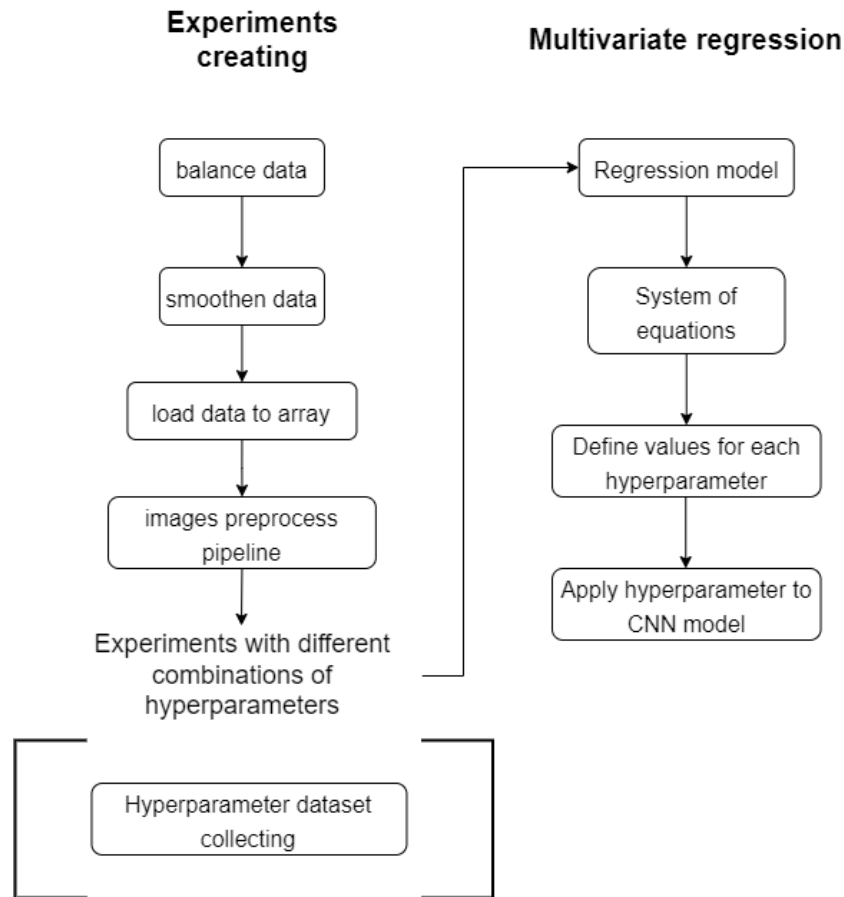 Experiments
creating
balance data
smoothen data
load data to array
images preprocess
pipeline
Experiments with different
combinations of
hyperparameters
Hyperparameter dataset
collecting
Multivariate regression
Regression model
System of
equations
Define values for each
hyperparameter
Apply hyperparameter to
CNN model